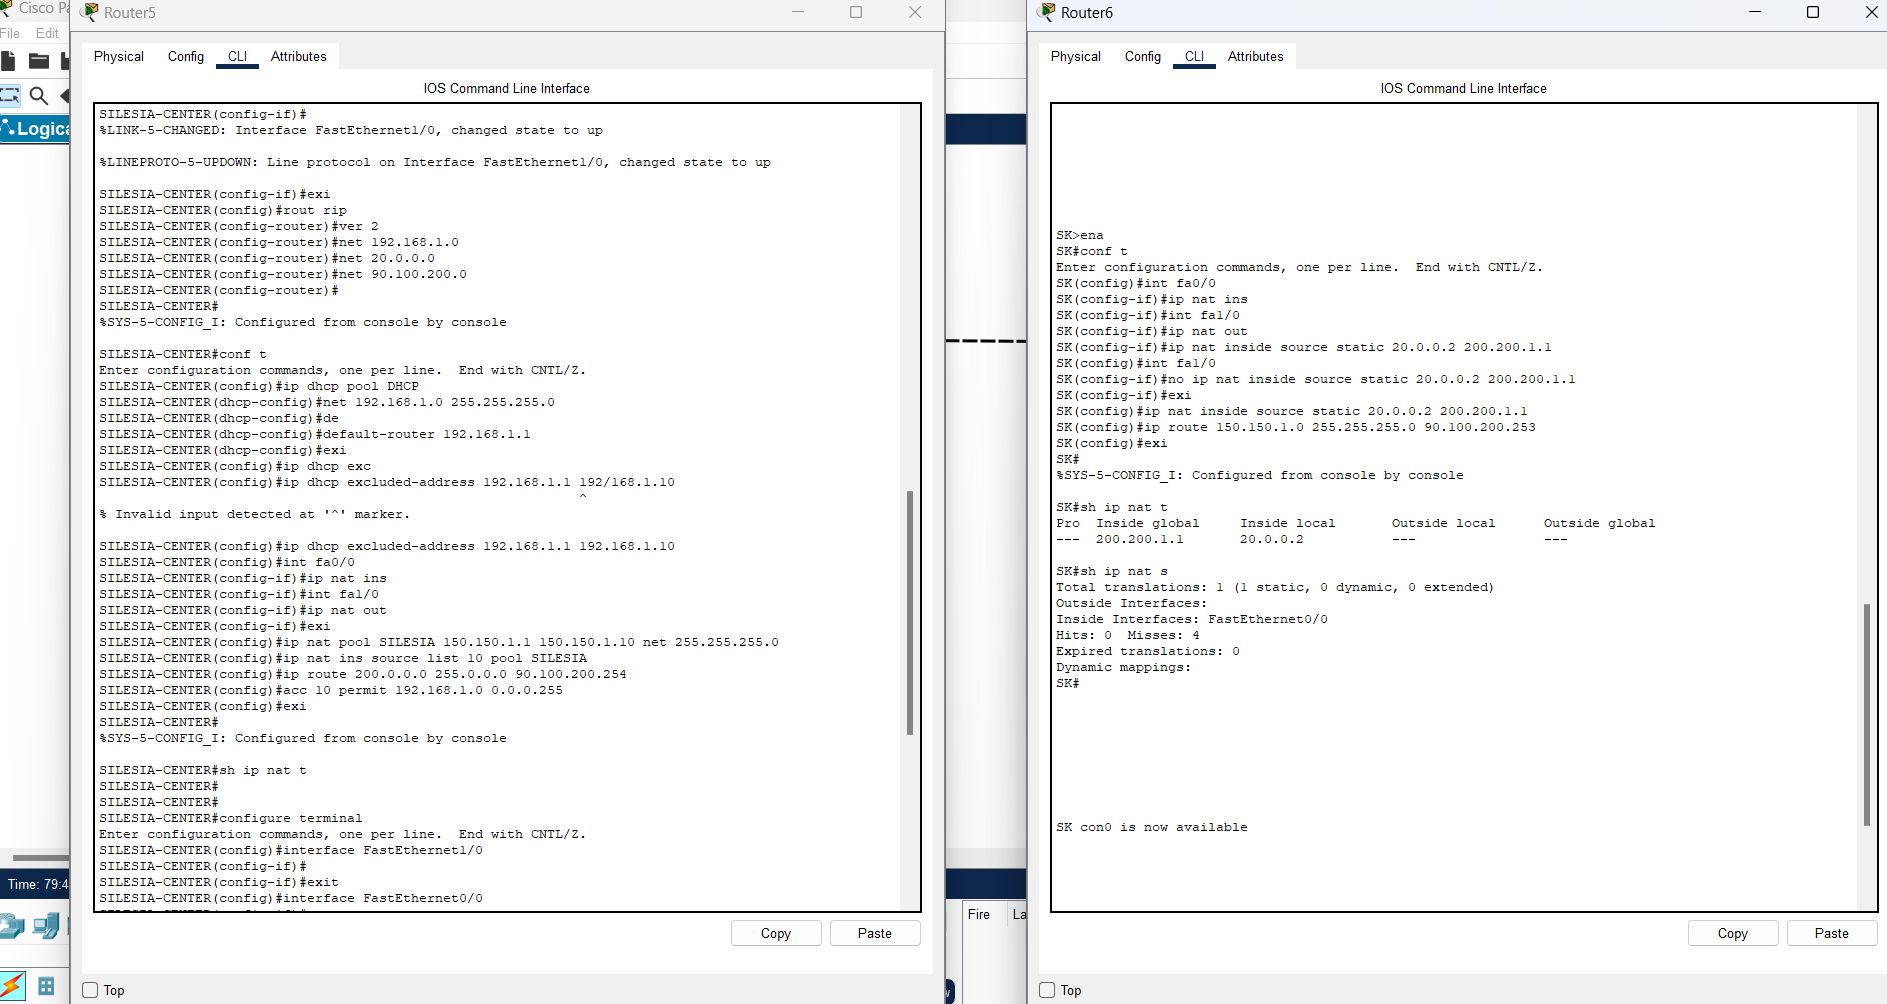 Cisco Pa
File Edit
Logica
Time: 79:4
Router5
Physical Config CLI Attributes
IOS Command Line Interface
SILESIA-CENTER(config-if)#
%LINK-5-CHANGED: Interface FastEthernet1/0, changed state to up
%LINEPROTO-5-UPDOWN: Line protocol on Interface FastEthernet1/0, changed state to up
SILESIA-CENTER(config-if)#exi
SILESIA-CENTER(config)#rout rip
SILESIA-CENTER(config-router)#ver 2
SILESIA-CENTER(config-router)#net 192.168.1.0
SILESIA-CENTER(config-router)#net 20.0.0.0
SILESIA-CENTER(config-router)#net 90.100.200.0
SILESIA-CENTER(config-router)#
SILESIA-CENTER#
%SYS-5-CONFIG_I: Configured from console by console
SILESIA-CENTER#conf t
Enter configuration commands, one per line.  End with CNTL/Z.
SILESIA-CENTER(config)#ip dhcp pool DHCP
SILESIA-CENTER(dhcp-config)#net 192.168.1.0 255.255.255.0
SILESIA-CENTER(dhcp-config)#de
SILESIA-CENTER(dhcp-config)#default-router 192.168.1.1
SILESIA-CENTER(dhcp-config)#exi
SILESIA-CENTER(config)#ip dhcp exc
SILESIA-CENTER(config)#ip dhcp excluded-address 192.168.1.1 192/168.1.10
^
% Invalid input detected at '^' marker.
SILESIA-CENTER(config)#ip dhcp excluded-address 192.168.1.1 192.168.1.10
SILESIA-CENTER(config)#int fa0/0
SILESIA-CENTER(config-if)#ip nat ins
SILESIA-CENTER(config-if)#int fa1/0
SILESIA-CENTER(config-if)#ip nat out
SILESIA-CENTER(config-if)#exi
SILESIA-CENTER(config)#ip nat pool SILESIA 150.150.1.1 150.150.1.10 net 255.255.255.0
SILESIA-CENTER(config)#ip nat ins source list 10 pool SILESIA
SILESIA-CENTER(config)#ip route 200.0.0.0 255.0.0.0 90.100.200.254
SILESIA-CENTER(config)#acc 10 permit 192.168.1.0 0.0.0.255
SILESIA-CENTER(config)#exi
SILESIA-CENTER#
%SYS-5-CONFIG_I: Configured from console by console
SILESIA-CENTER#sh ip nat t
SILESIA-CENTER#
SILESIA-CENTER#
SILESIA-CENTER#configure terminal
Enter configuration commands, one per line.  End with CNTL/Z.
SILESIA-CENTER(config)#interface FastEthernet1/0
SILESIA-CENTER(config-if)#
SILESIA-CENTER(config-if)#exit
SILESIA-CENTER(config)#interface FastEthernet0/0
Copy Paste
Top
Fire La
Router6
Physical Config CLI Attributes
IOS Command Line Interface
SK>ena
SK#conf t
Enter configuration commands, one per line.  End with CNTL/Z.
SK(config)#int fa0/0
SK(config-if)#ip nat ins
SK(config-if)#int fa1/0
SK(config-if)#ip nat out
SK(config-if)#ip nat inside source static 20.0.0.2 200.200.1.1
SK(config)#int fa1/0
SK(config-if)#no ip nat inside source static 20.0.0.2 200.200.1.1
SK(config-if)#exi
SK(config)#ip nat inside source static 20.0.0.2 200.200.1.1
SK(config)#ip route 150.150.1.0 255.255.255.0 90.100.200.253
SK(config)#exi
SK#
%SYS-5-CONFIG_I: Configured from console by console
SK#sh ip nat t
Pro  Inside global     Inside local       Outside local      Outside global
---  200.200.1.1       20.0.0.2           ---                ---
SK#sh ip nat s
Total translations: 1 (1 static, 0 dynamic, 0 extended)
Outside Interfaces:
Inside Interfaces: FastEthernet0/0
Hits: 0  Misses: 4
Expired translations: 0
Dynamic mappings:
SK#
SK con0 is now available
Copy Paste
Top